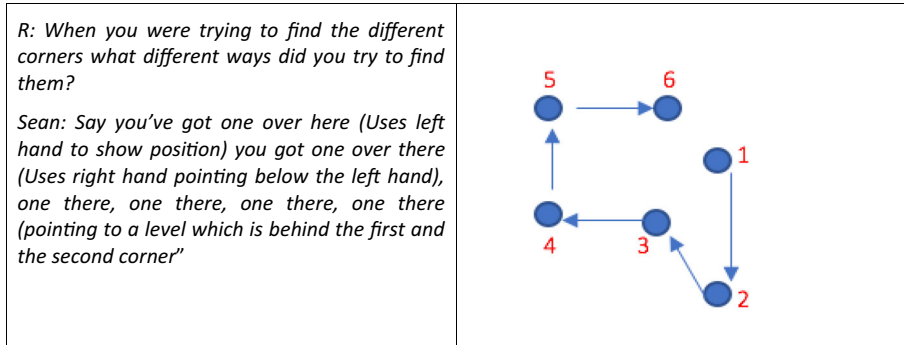 R: When you were trying to find the different
corners what different ways did you try to find
them?
Sean: Say you've got one over here (Uses left
hand to show position) you got one over there
(Uses right hand pointing below the left hand),
one there, one there, one there, one there
(pointing to a level which is behind the first and
the second corner"
5 6
1
4 3
2